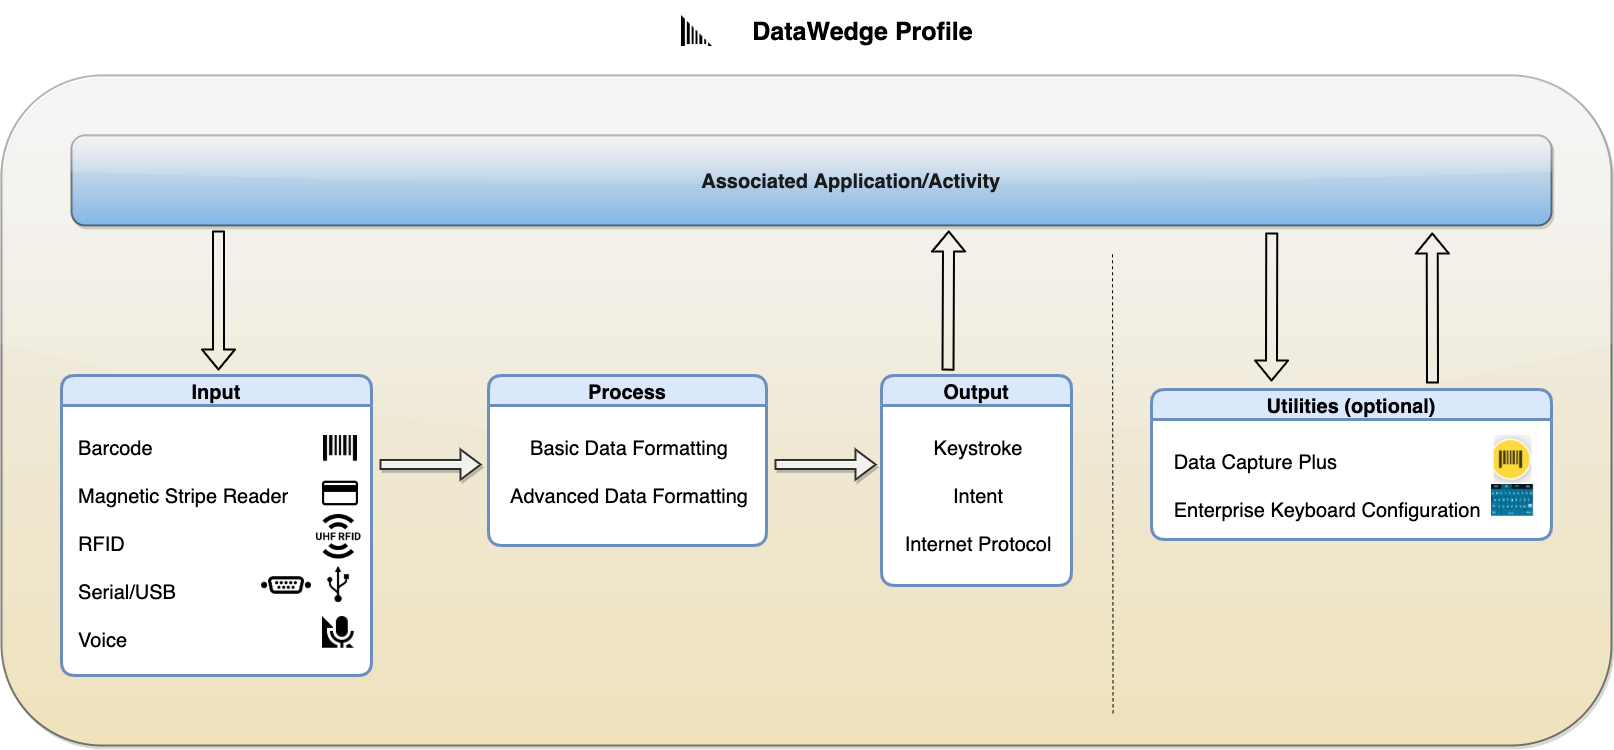 DataWedge Profile
Associated Application/Activity
Input
Barcode
Magnetic Stripe Reader
RFID
UHF RFID
Serial/USB
Voice
Process
Basic Data Formatting
Advanced Data Formatting
Output
Keystroke
Intent
Internet Protocol
Utilities (optional)
Data Capture Plus
Enterprise Keyboard Configuration